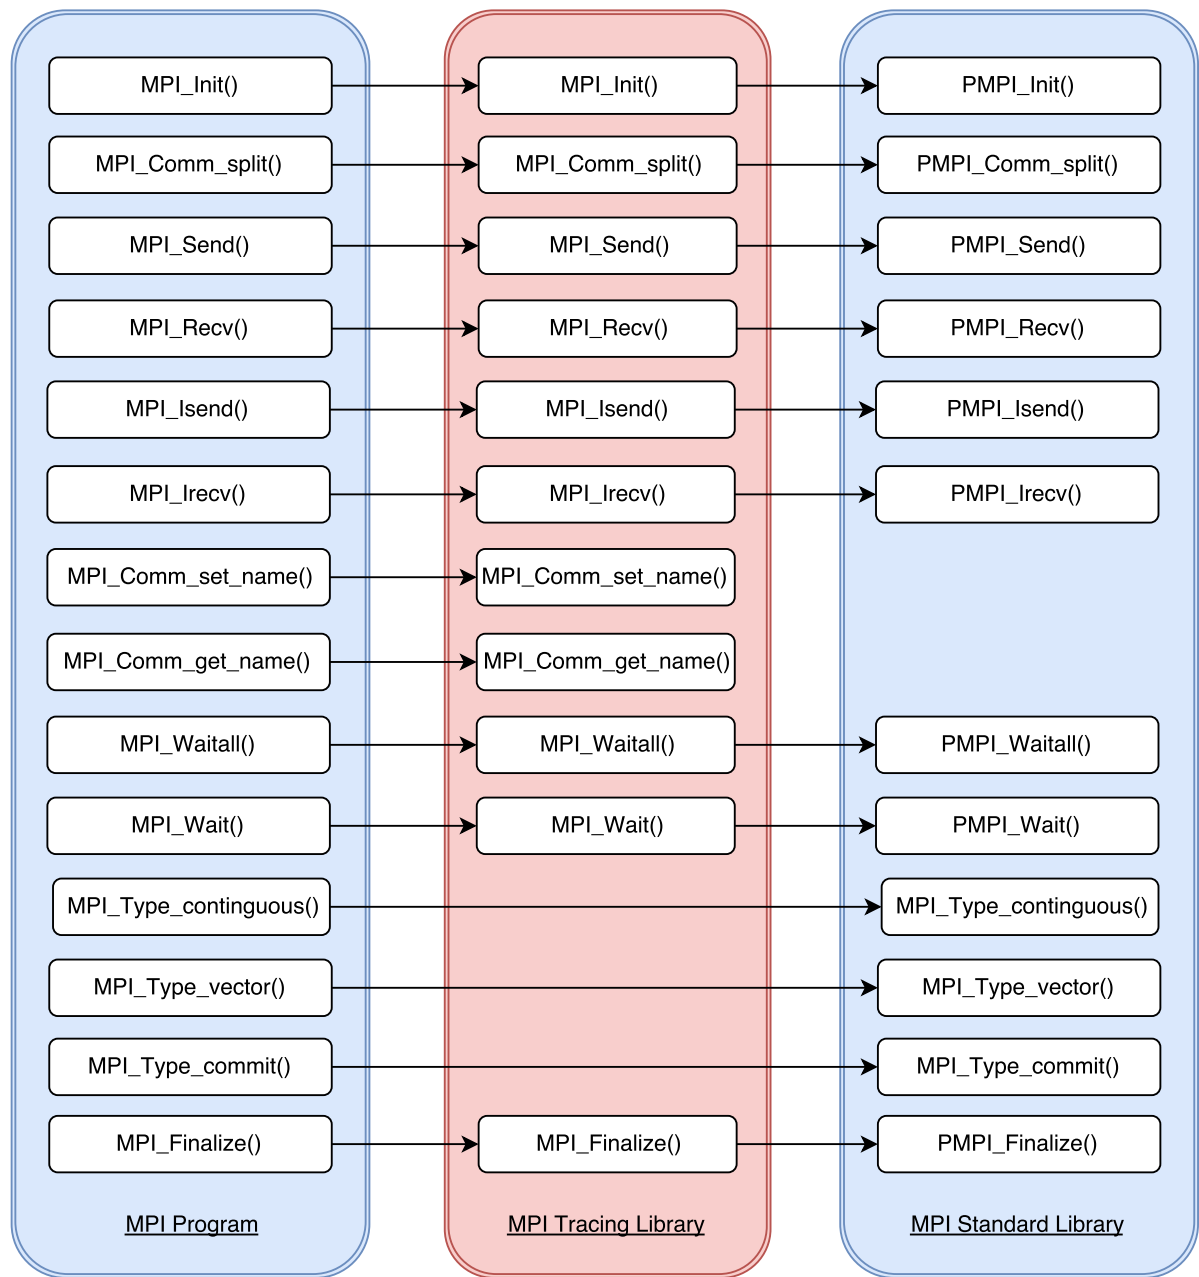 MPI_Init() MPI_Init() PMPI_Init()
MPI_Comm_split() MPI_Comm_split() PMPI_Comm_split()
MPI_Send() MPI_Send() PMPI_Send()
MPI_Recv() MPI_Recv() PMPI_Recv()
MPI_Isend() MPI_Isend() PMPI_Isend()
MPI_Irecv() MPI_Irecv() PMPI_Irecv()
MPI_Comm_set_name() MPI_Comm_set_name()
MPI_Comm_get_name() MPI_Comm_get_name()
MPI_Waitall() MPI_Waitall() PMPI_Waitall()
MPI_Wait() MPI_Wait() PMPI_Wait()
MPI_Type_continguous() MPI_Type_continguous()
MPI_Type_vector() MPI_Type_vector()
MPI_Type_commit() MPI_Type_commit()
MPI_Finalize() MPI_Finalize() PMPI_Finalize()
MPI Program MPI Tracing Library MPI Standard Library